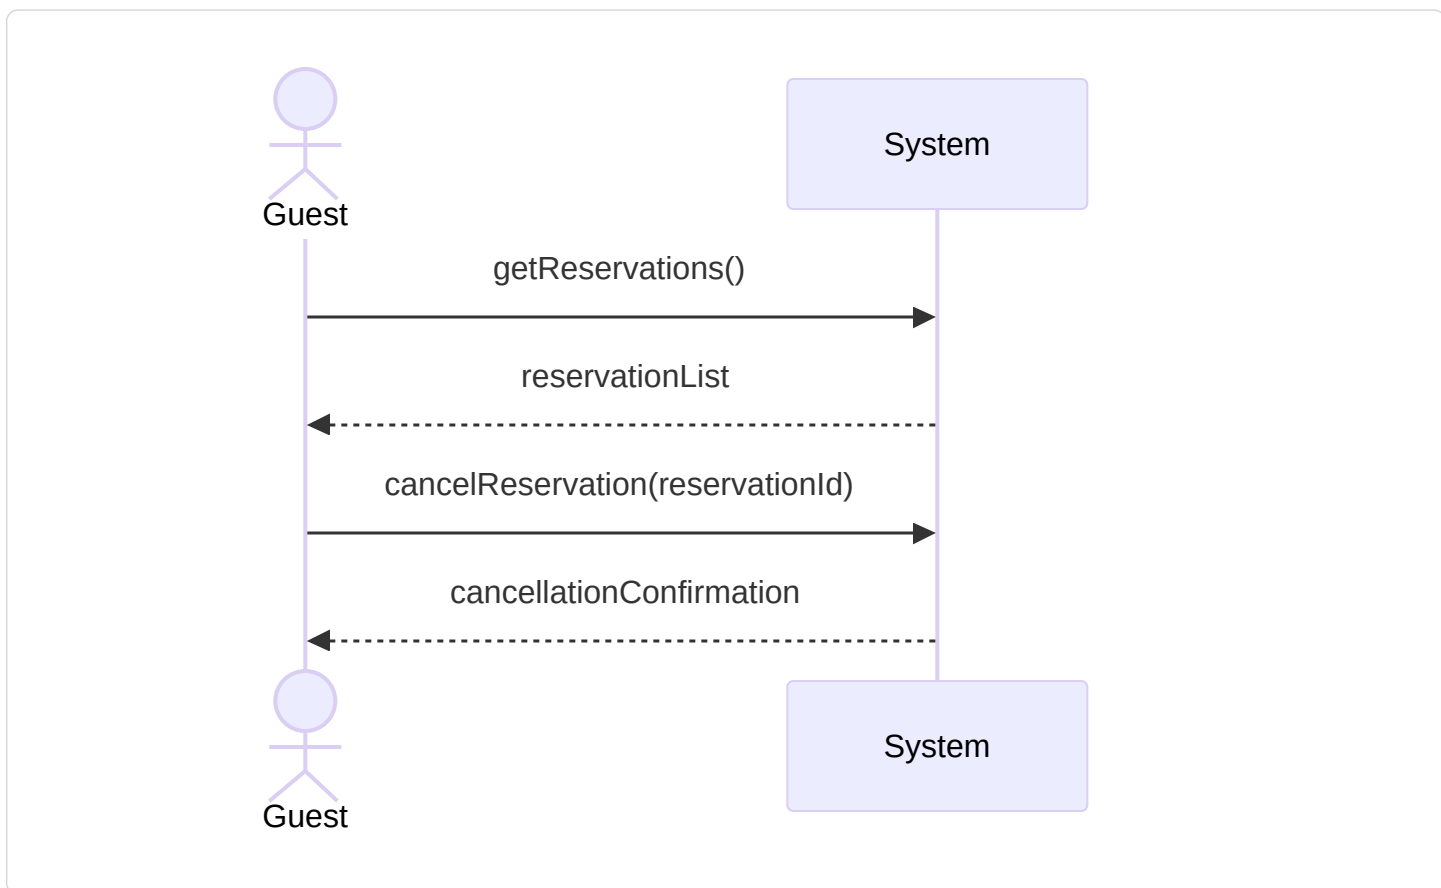 Guest
System
getReservations()
reservationList
cancelReservation(reservationId)
cancellationConfirmation
Guest
System